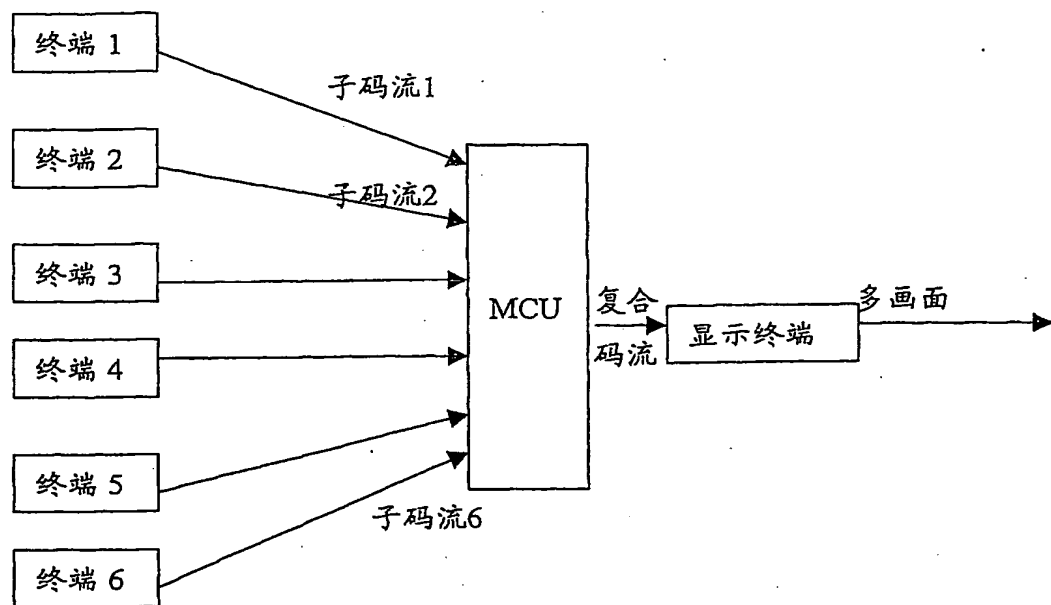 终端 1
子码流1
终端 2
子码流2
终端 3
MCU
复合
码流
显示终端
多画面
终端 4
终端 5
子码流6
终端 6